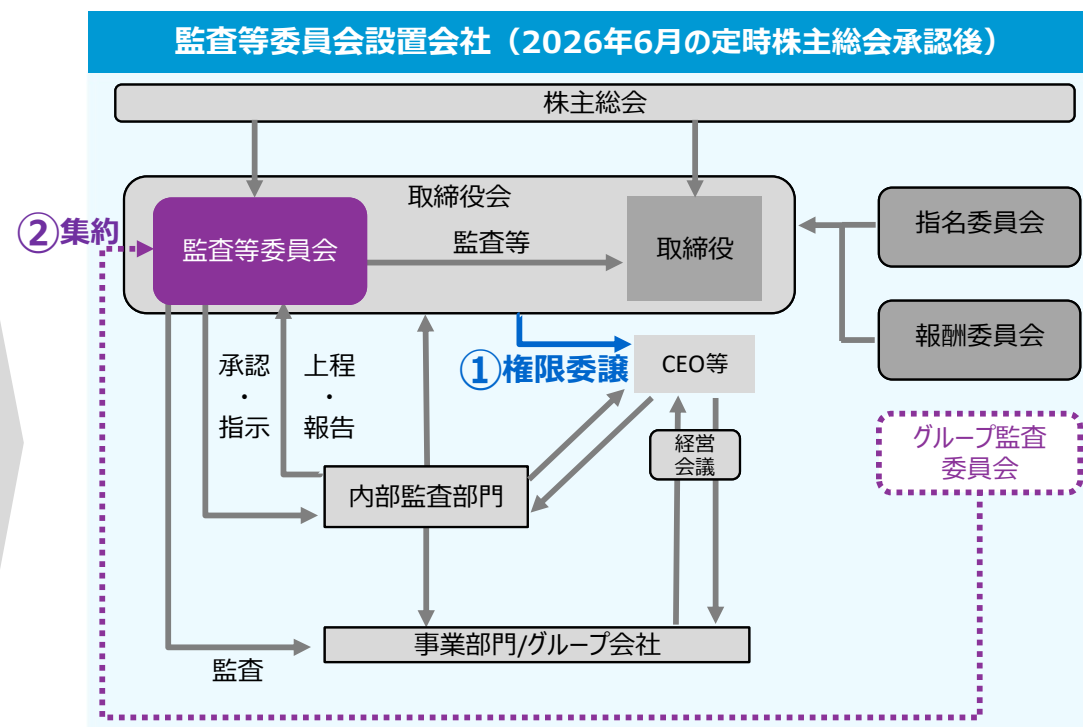 監査等委員会設置会社（2026年6月の定時株主総会承認後）
株主総会
取締役会
②集約
監査等委員会
監査等
取締役
指名委員会
報酬委員会
①権限委譲
CEO等
承認
・
指示
上程
・
報告
経営
会議
グループ監査
委員会
内部監査部門
事業部門/グループ会社
監査